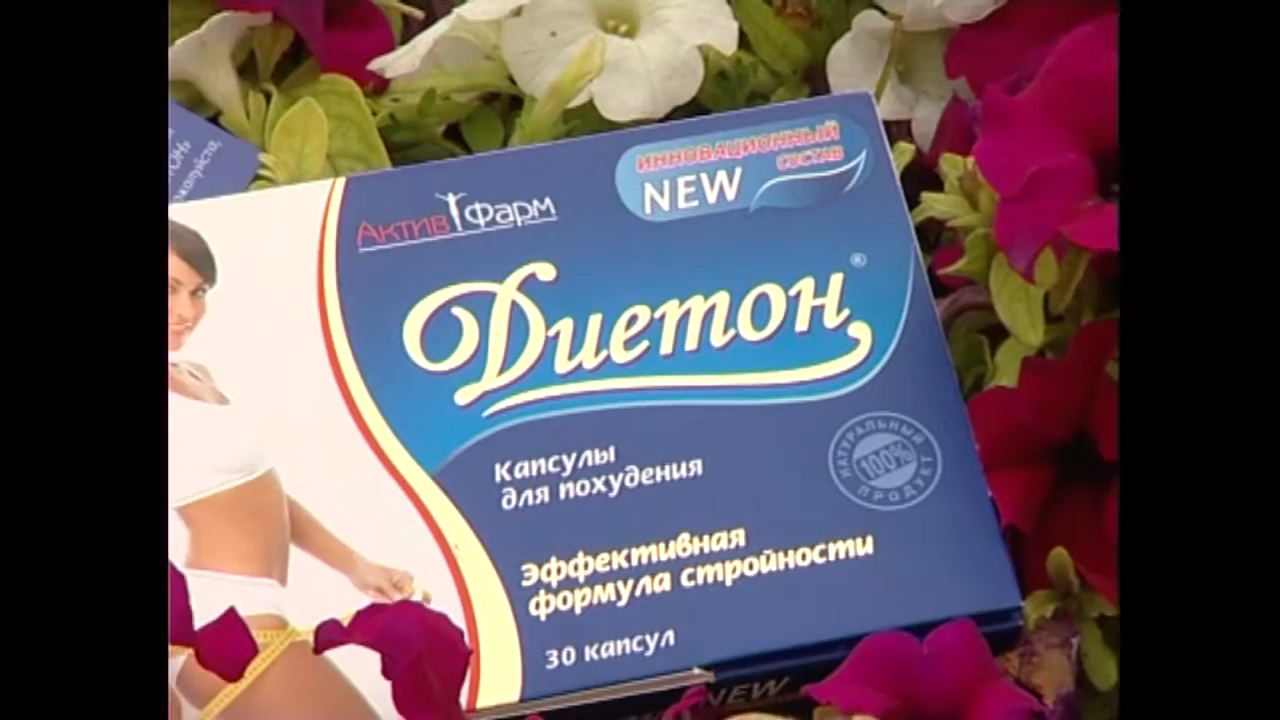 АктивФарм
ИННОВАЦИОННЫЙ
СОСТАВ
NEW
Диетон®
Капсулы
для похудения
НАТУРАЛЬНЫЙ
100%
ПРОДУКТ
Эффективная
формула стройности
30 капсул
NEW